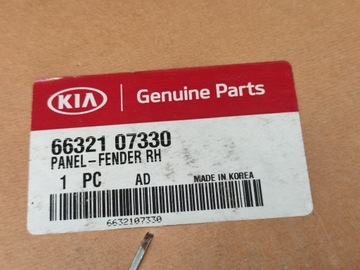 KIA Genuine Parts
66321 07330
PANEL-FENDER RH
1 PC AD MADE IN KOREA
6632107330